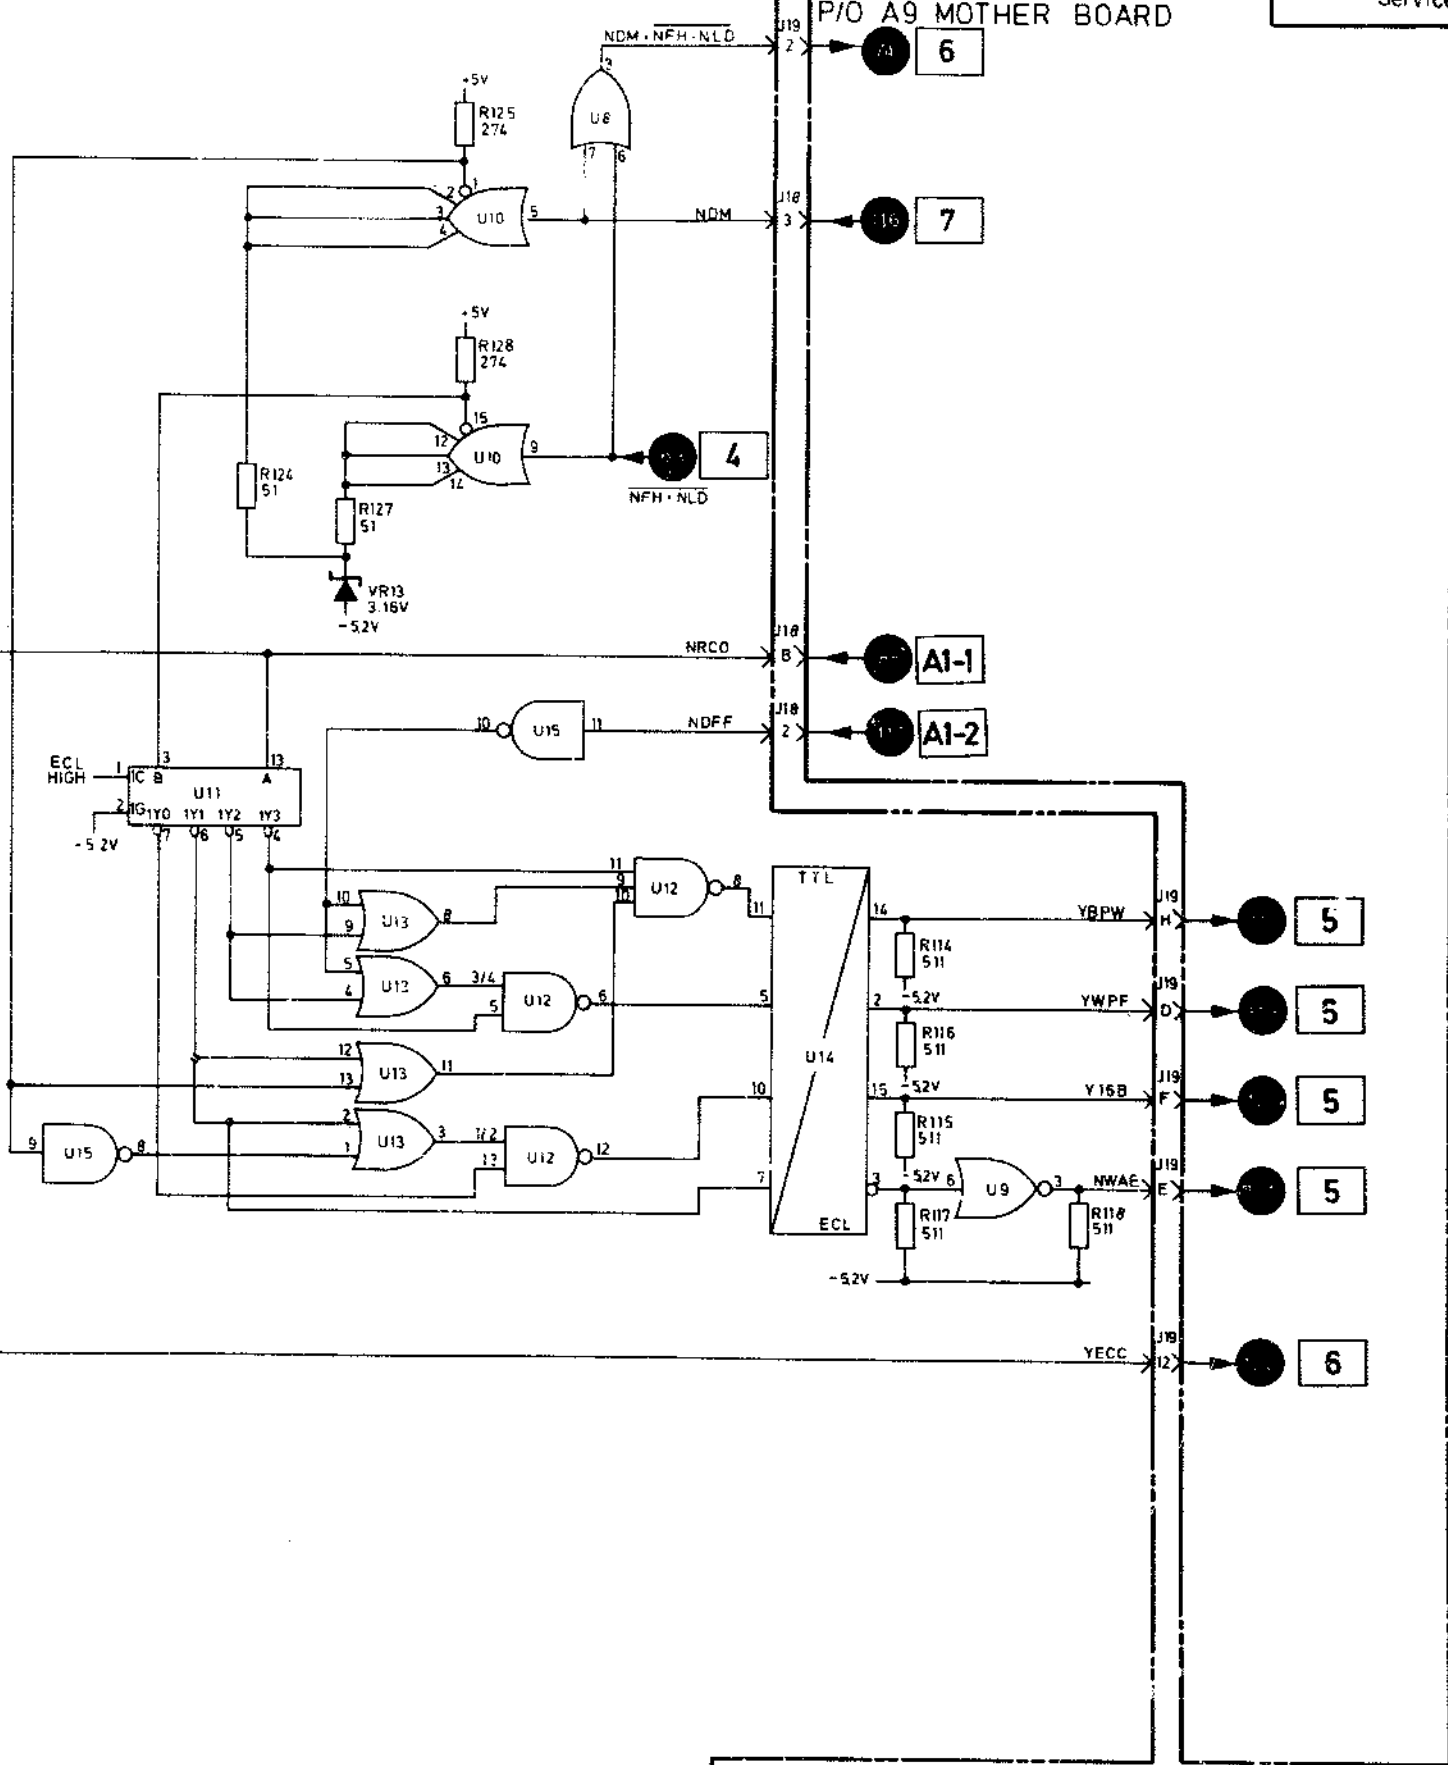 Service
P/O A9 MOTHER BOARD
NDM·NFH·NLD
J19
2
6
3
U8
7
6
+5V
R125
274
1
2
3
4
U10
5
NDM
J18
3
7
+5V
R128
274
15
12
13
14
U10
9
4
NFH·NLD
R124
51
R127
51
VR13
3.16V
-5.2V
NRCO
J18
B
A1-1
10
U15
11
NDFF
J18
2
A1-2
ECL
HIGH
1
1C
3
B
13
A
U11
2
1G
1Y0
1Y1
1Y2
1Y3
7
6
5
4
-5.2V
11
9
10
U12
8
11
TTL
10
9
U13
8
14
YBPW
J19
H
5
R114
511
5
4
U13
6
3/4
5
U12
6
5
-5.2V
2
YWPF
J19
D
5
R116
511
U14
12
13
U13
11
10
-5.2V
15
Y16B
J19
F
5
R115
511
9
U15
8
2
1
U13
3
1/2
13
U12
12
7
-5.2V
3
6
U9
3
NWAE
J19
E
5
ECL
R117
511
R118
511
-5.2V
YECC
J19
12
6